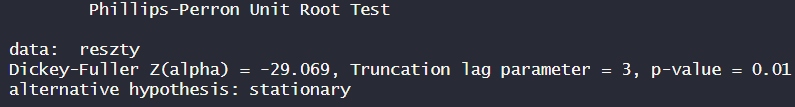 Phillips-Perron Unit Root Test
data: reszty
Dickey-Fuller Z(alpha) = -29.069, Truncation lag parameter = 3, p-value = 0.01
alternative hypothesis: stationary